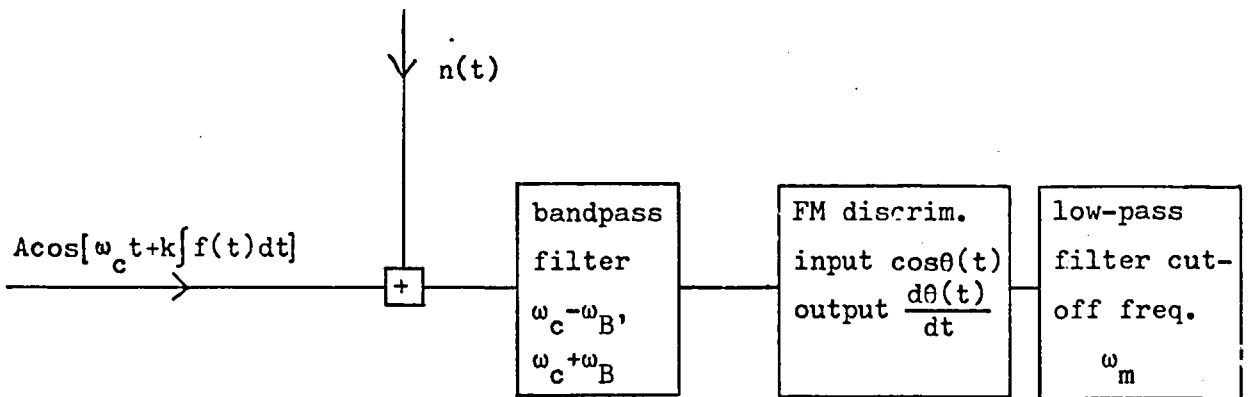 n(t)
Acos[ω_c t+k∫f(t)dt]
+
bandpass
filter
ω_c-ω_B,
ω_c+ω_B
FM discrim.
input cosθ(t)
output dθ(t)/dt
low-pass
filter cut-
off freq.
ω_m